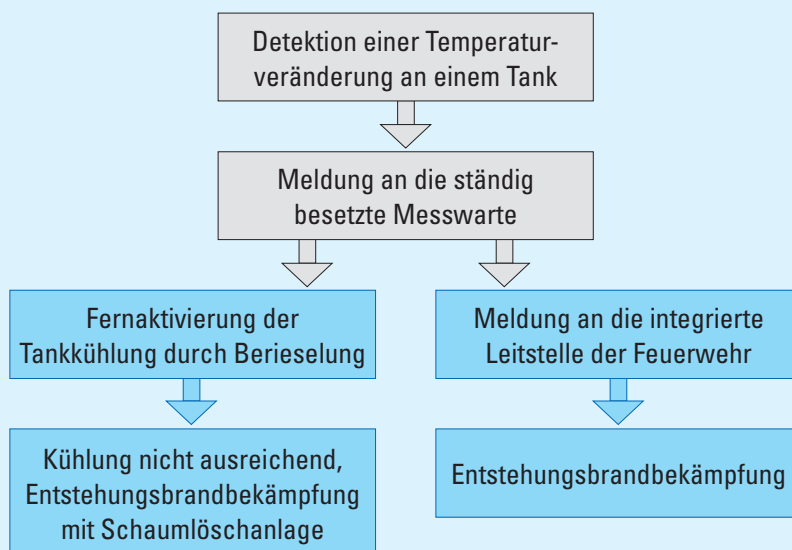 Detektion einer Temperatur-
veränderung an einem Tank
Meldung an die ständig
besetzte Messwarte
Fernaktivierung der
Tankkühlung durch Berieselung
Meldung an die integrierte
Leitstelle der Feuerwehr
Kühlung nicht ausreichend,
Entstehungsbrandbekämpfung
mit Schaumlöschanlage
Entstehungsbrandbekämpfung